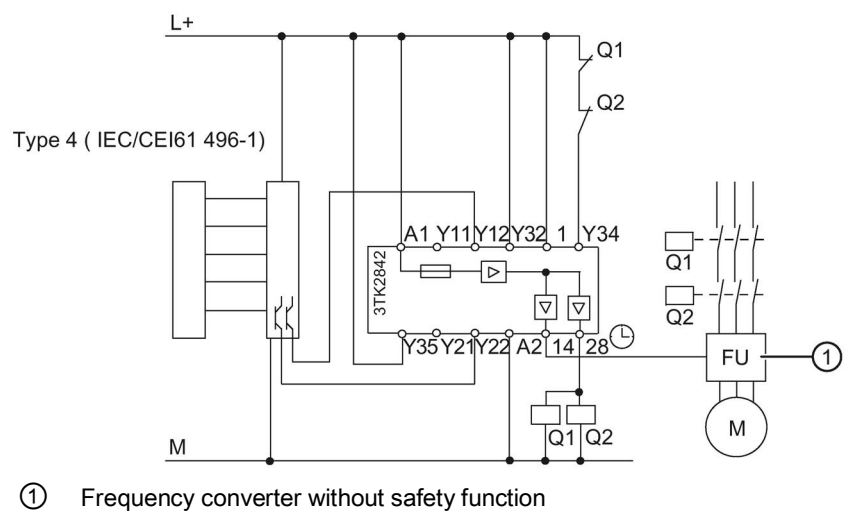 L+
Q1
Q2
Type 4 ( IEC/CEI61 496-1)
A1 Y11 Y12 Y32 1 Y34
3TK2842
Q1
Q2
Y35 Y21 Y22 A2 14 28
FU
1
Q1 Q2
M
M
1 Frequency converter without safety function